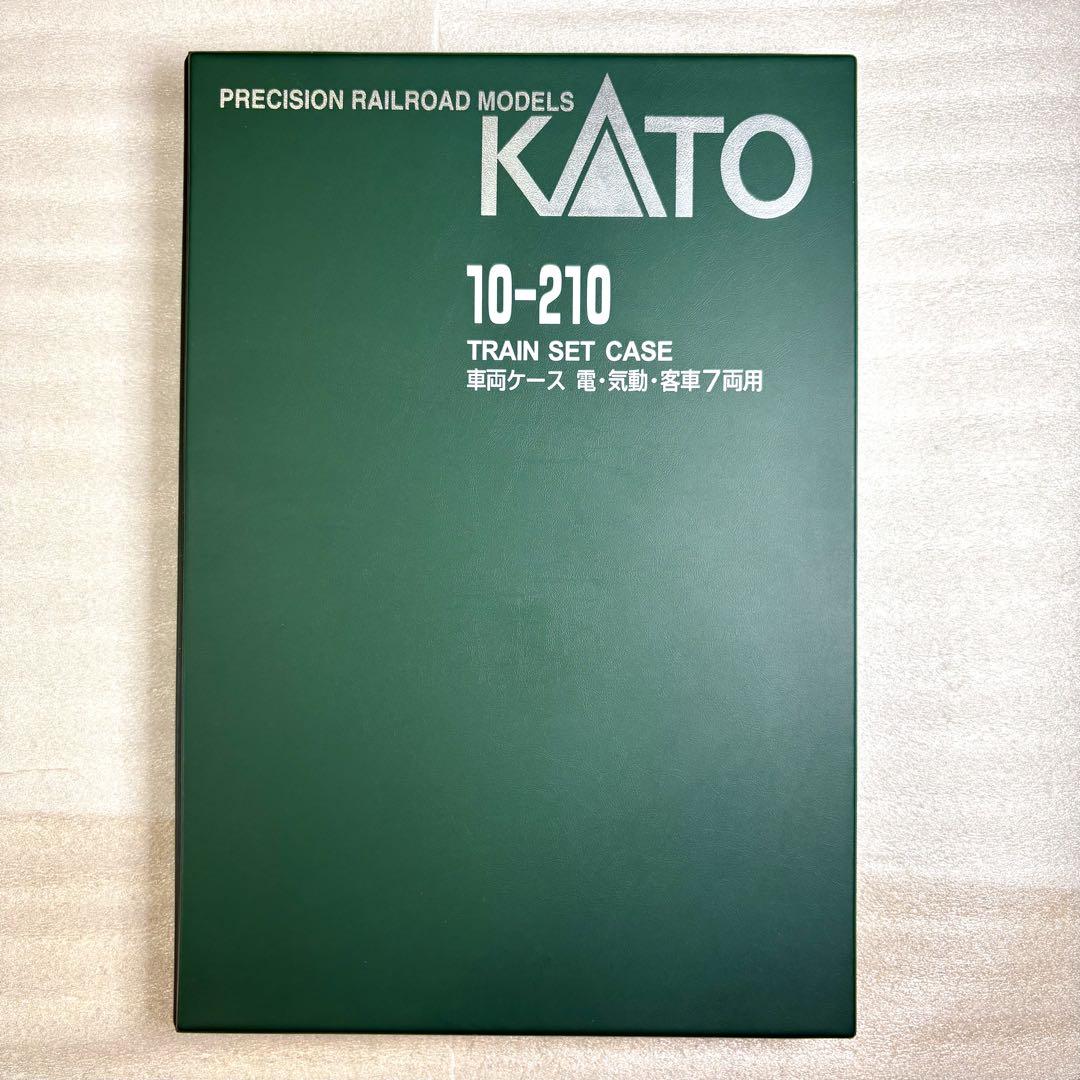 PRECISION RAILROAD MODELS
KATO
10-210
TRAIN SET CASE
車両ケース 電・気動・客車7両用